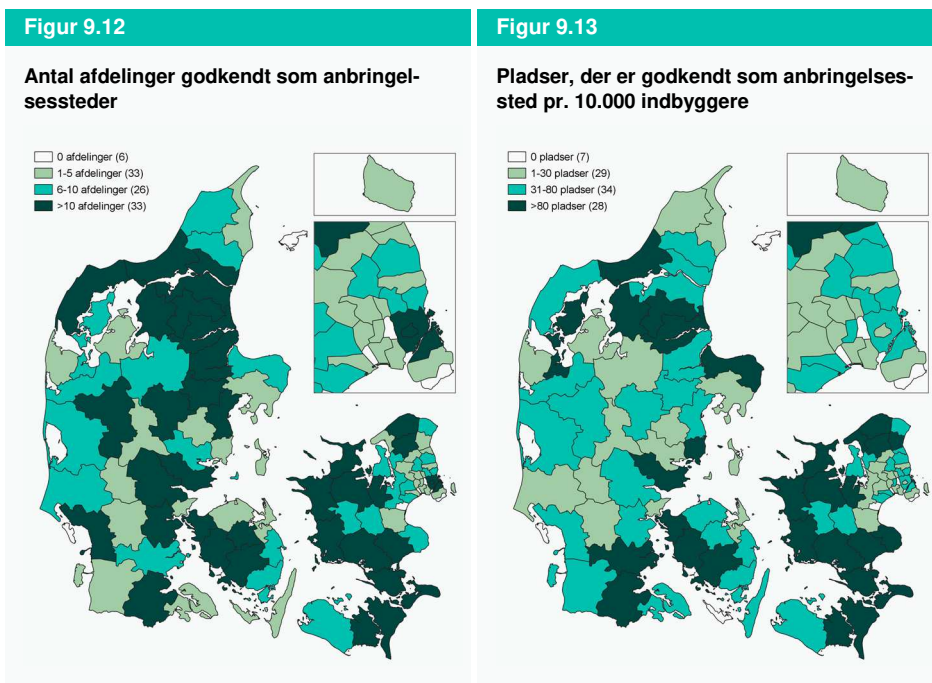 Figur 9.12
Antal afdelinger godkendt som anbringel-
sessteder
0 afdelinger (6)
1-5 afdelinger (33)
6-10 afdelinger (26)
>10 afdelinger (33)
Figur 9.13
Pladser, der er godkendt som anbringelses-
sted pr. 10.000 indbyggere
0 pladser (7)
1-30 pladser (29)
31-80 pladser (34)
>80 pladser (28)